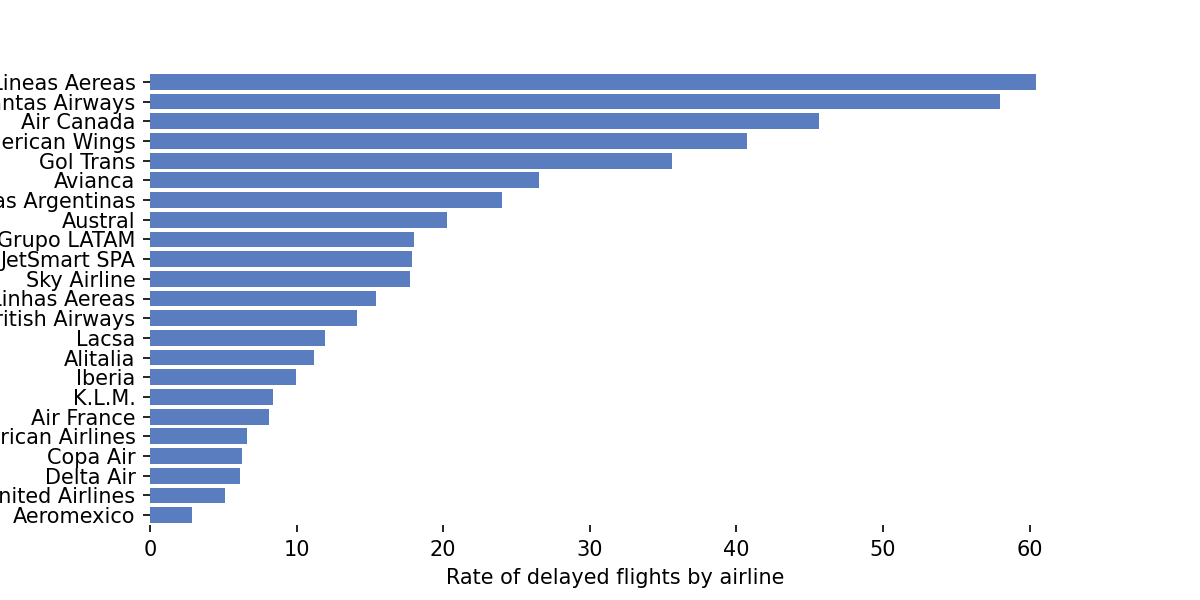 Lineas Aereas
ntas Airways
Air Canada
erican Wings
Gol Trans
Avianca
as Argentinas
Austral
Grupo LATAM
JetSmart SPA
Sky Airline
Linhas Aereas
ritish Airways
Lacsa
Alitalia
Iberia
K.L.M.
Air France
rican Airlines
Copa Air
Delta Air
nited Airlines
Aeromexico
0 10 20 30 40 50 60
Rate of delayed flights by airline